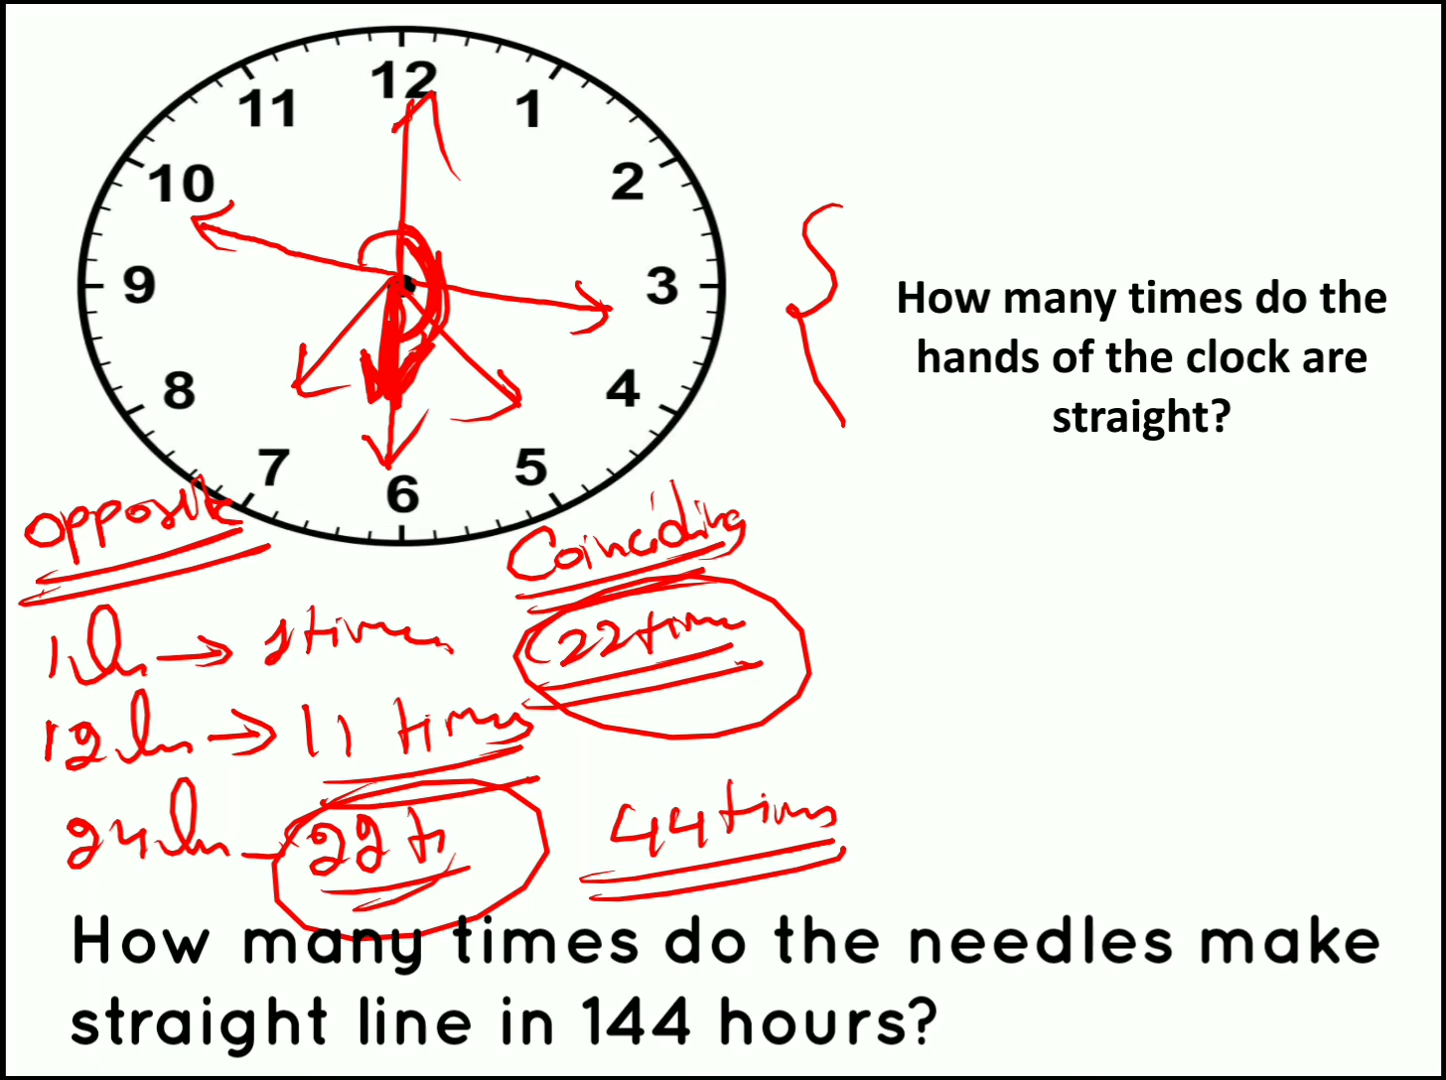 12
11
1
10
2
9
3
8
4
7
5
6
How many times do the
hands of the clock are
straight?
opposite
Coinciding
1 hr → 1 times
22 time
12 hr → 11 times
24 hr 22 ti
44 times
How many times do the needles make
straight line in 144 hours?